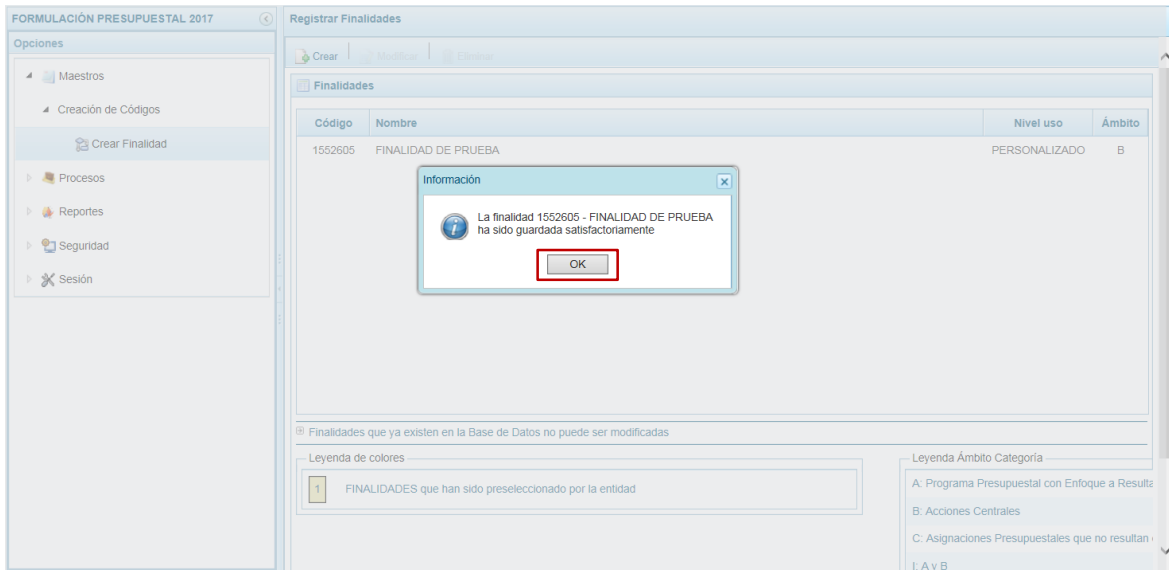 FORMULACIÓN PRESUPUESTAL 2017
Opciones
Maestros
Creación de Códigos
Crear Finalidad
Procesos
Reportes
Seguridad
Sesión
Registrar Finalidades
Crear Modificar Eliminar
Finalidades
Código Nombre Nivel uso Ámbito
1552605 FINALIDAD DE PRUEBA PERSONALIZADO B
Información
La finalidad 1552605 - FINALIDAD DE PRUEBA
ha sido guardada satisfactoriamente
OK
Finalidades que ya existen en la Base de Datos no puede ser modificadas
Leyenda de colores
1 FINALIDADES que han sido preseleccionado por la entidad
Leyenda Ámbito Categoría
A: Programa Presupuestal con Enfoque a Resulta
B: Acciones Centrales
C: Asignaciones Presupuestales que no resultan
I: A y B